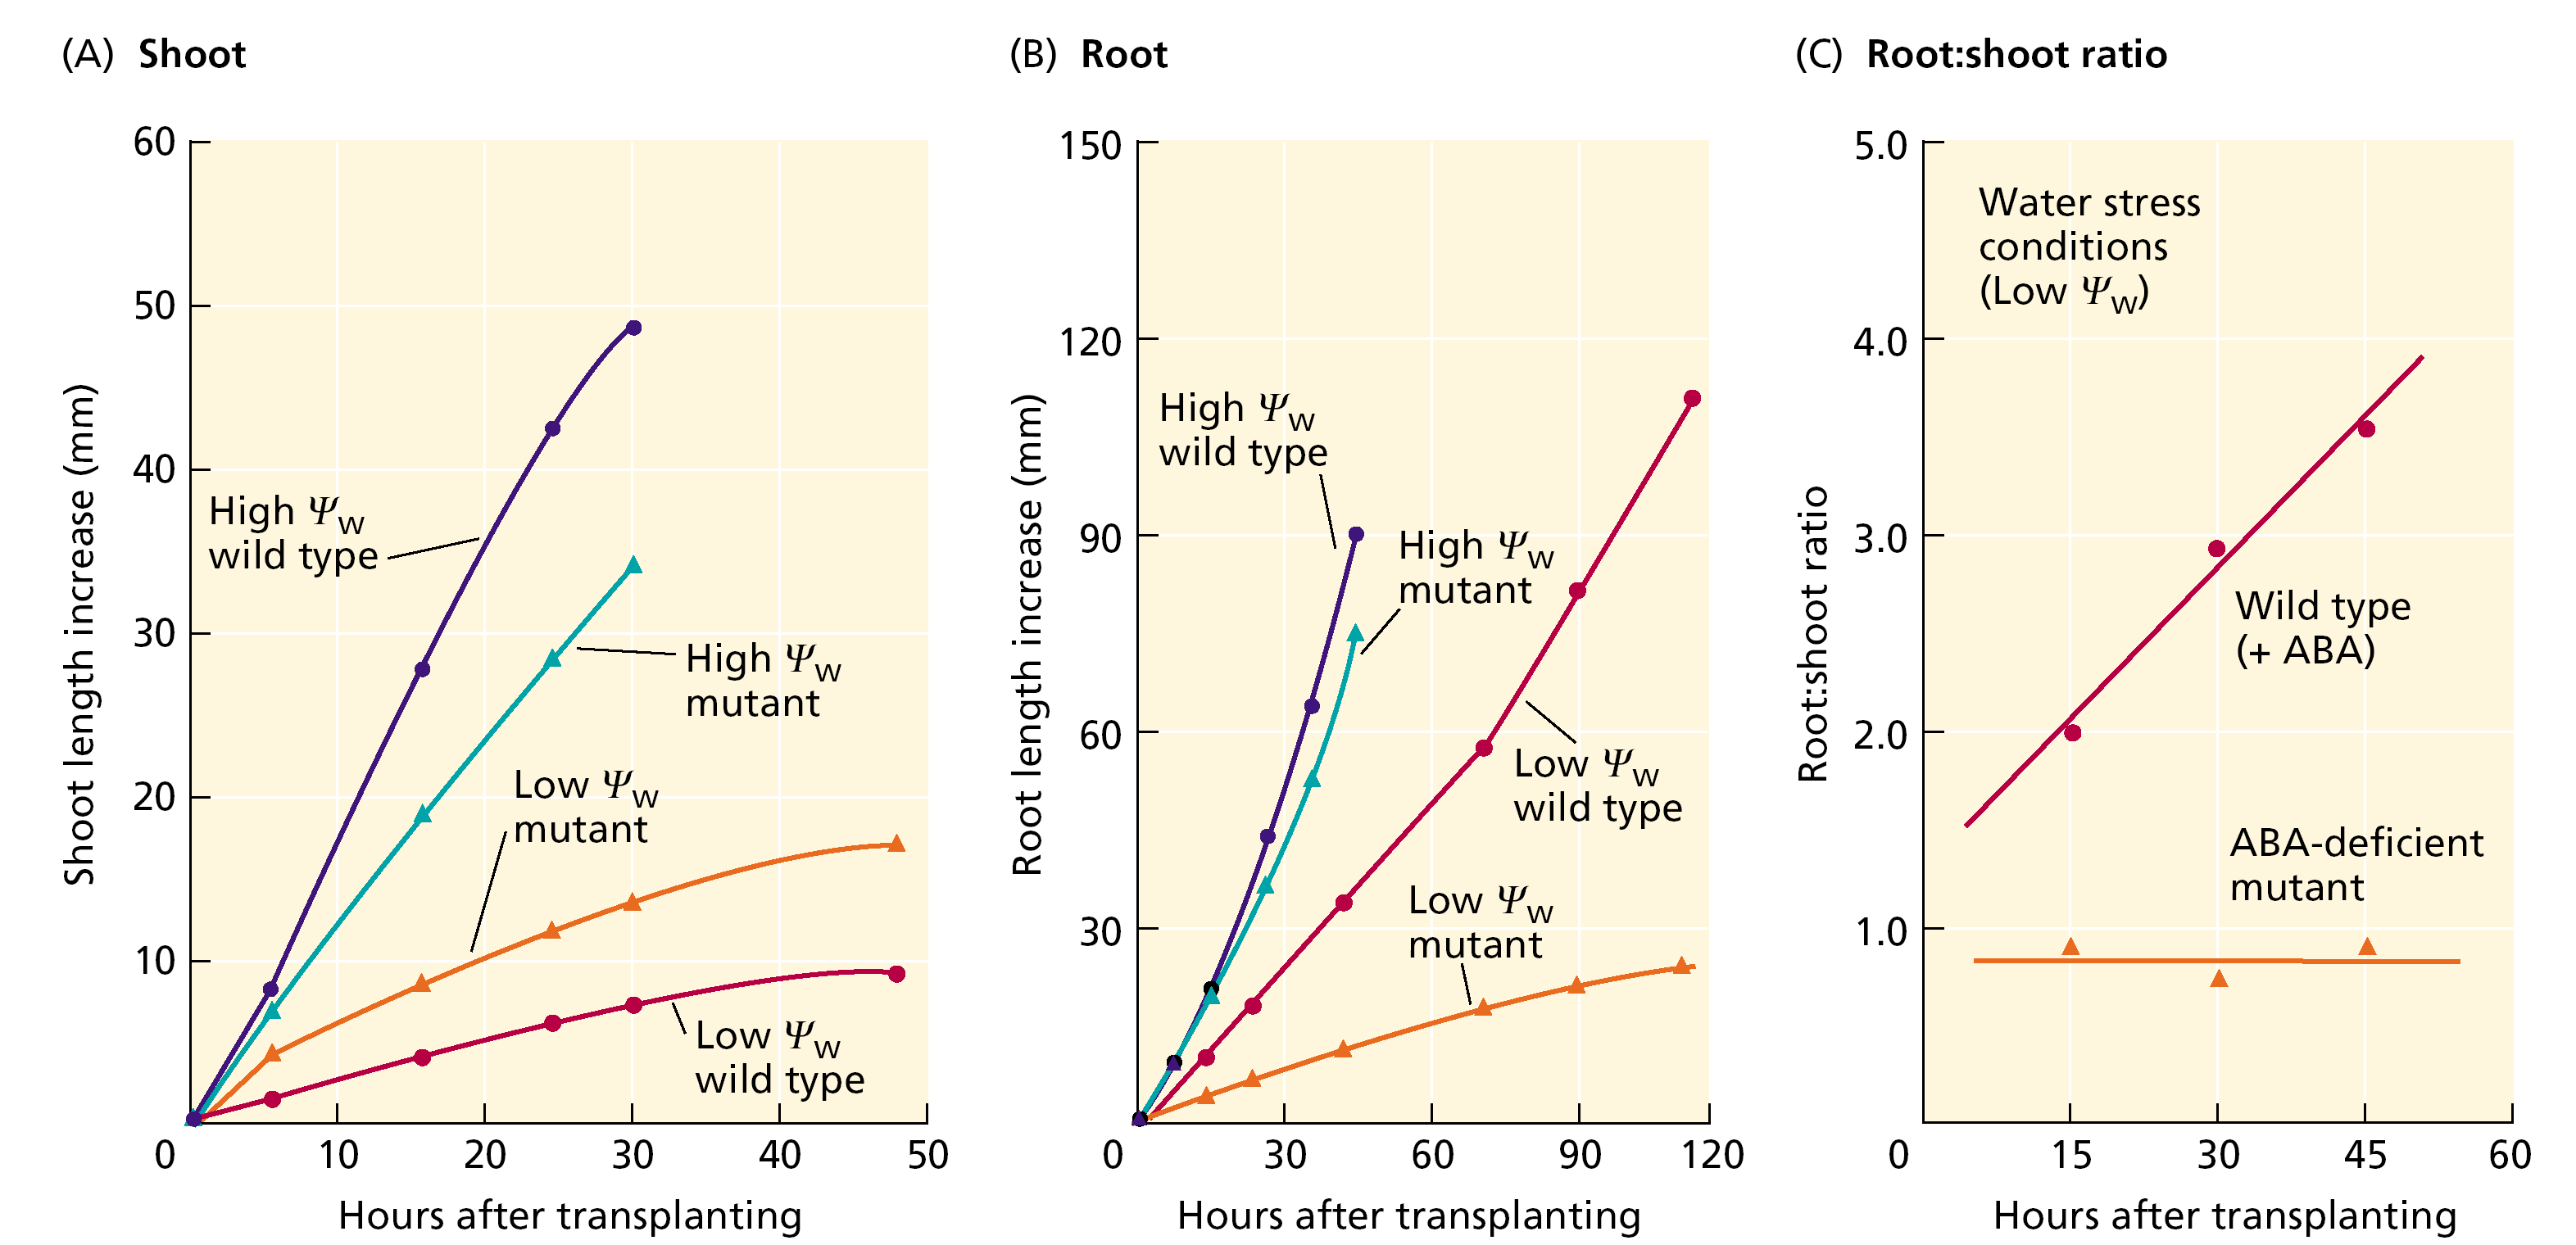 (A) Shoot
60
50
40
30
20
10
0
10
20
30
40
50
Shoot length increase (mm)
Hours after transplanting
High Ψw
wild type
High Ψw
mutant
Low Ψw
mutant
Low Ψw
wild type
(B) Root
150
120
90
60
30
0
30
60
90
120
Root length increase (mm)
Hours after transplanting
High Ψw
wild type
High Ψw
mutant
Low Ψw
wild type
Low Ψw
mutant
(C) Root:shoot ratio
5.0
4.0
3.0
2.0
1.0
0
15
30
45
60
Root:shoot ratio
Hours after transplanting
Water stress
conditions
(Low Ψw)
Wild type
(+ ABA)
ABA-deficient
mutant